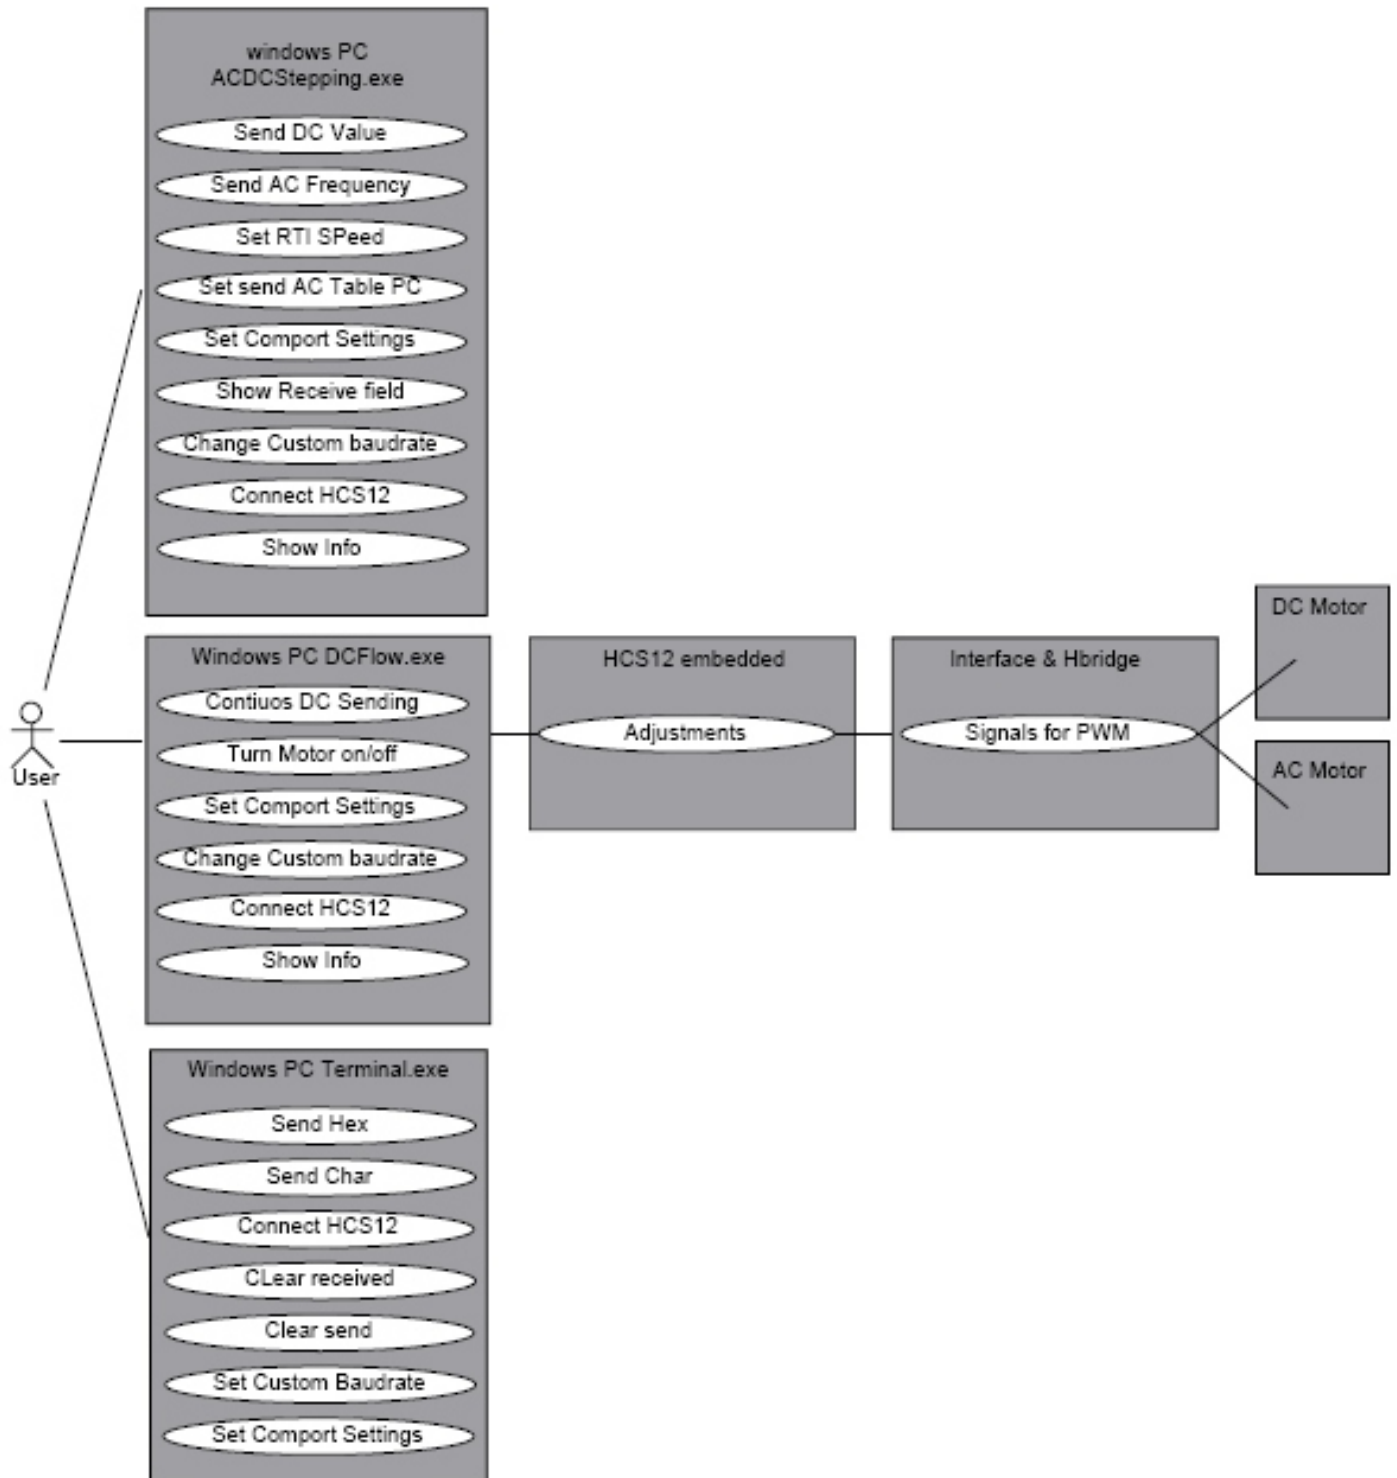 windows PC
ACDCStepping.exe
Send DC Value
Send AC Frequency
Set RTI SPeed
Set send AC Table PC
Set Comport Settings
Show Receive field
Change Custom baudrate
Connect HCS12
Show Info
User
Windows PC DCFlow.exe
Contiuos DC Sending
Turn Motor on/off
Set Comport Settings
Change Custom baudrate
Connect HCS12
Show Info
HCS12 embedded
Adjustments
Interface & Hbridge
Signals for PWM
DC Motor
AC Motor
Windows PC Terminal.exe
Send Hex
Send Char
Connect HCS12
CLear received
Clear send
Set Custom Baudrate
Set Comport Settings